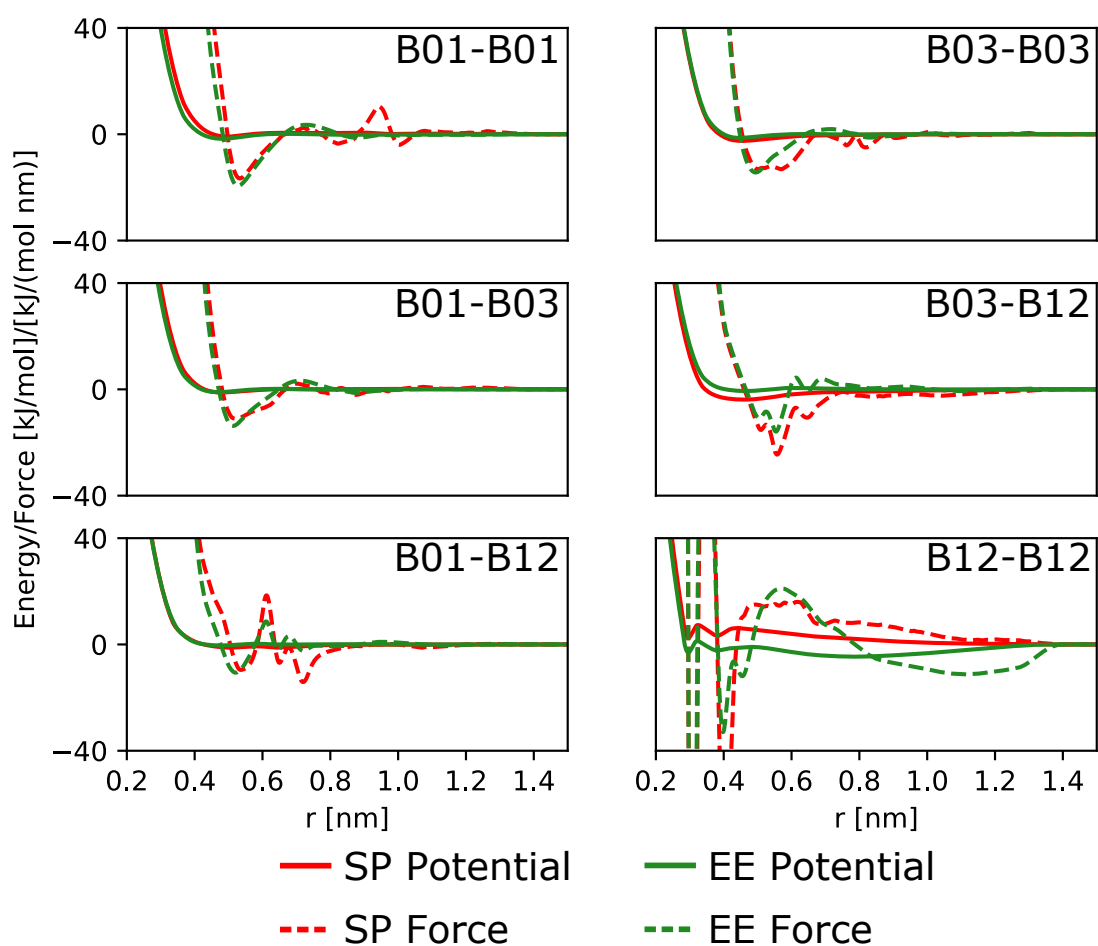 Energy/Force [kJ/mol]/[kJ/(mol nm)]
40
0
−40
B01-B01
B03-B03
40
0
−40
B01-B03
B03-B12
40
0
−40
B01-B12
B12-B12
0.2 0.4 0.6 0.8 1.0 1.2 1.4
0.2 0.4 0.6 0.8 1.0 1.2 1.4
r [nm]
r [nm]
SP Potential
EE Potential
SP Force
EE Force